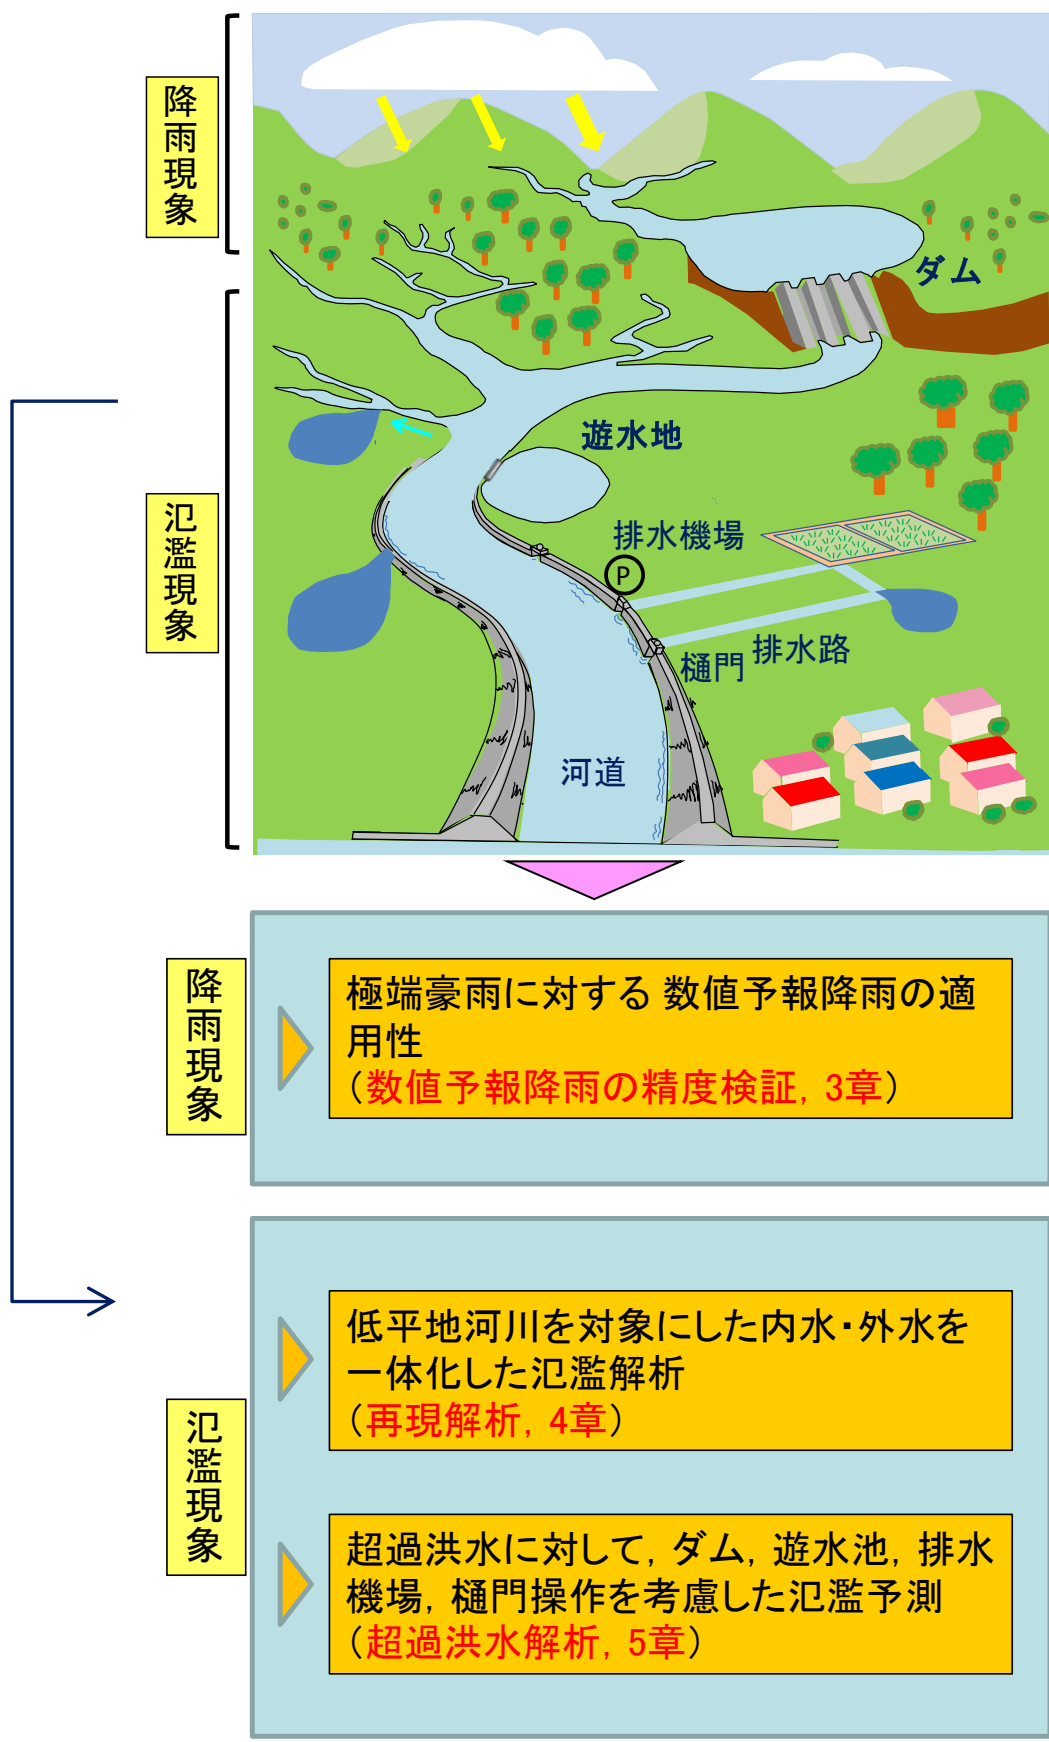 降雨現象
ダム
遊水地
氾濫現象
排水機場
P
樋門
排水路
河道
降雨現象
極端豪雨に対する 数値予報降雨の適
用性
（数値予報降雨の精度検証, 3章）
氾濫現象
低平地河川を対象にした内水・外水を
一体化した氾濫解析
（再現解析, 4章）
超過洪水に対して, ダム, 遊水池, 排水
機場, 樋門操作を考慮した氾濫予測
（超過洪水解析, 5章）